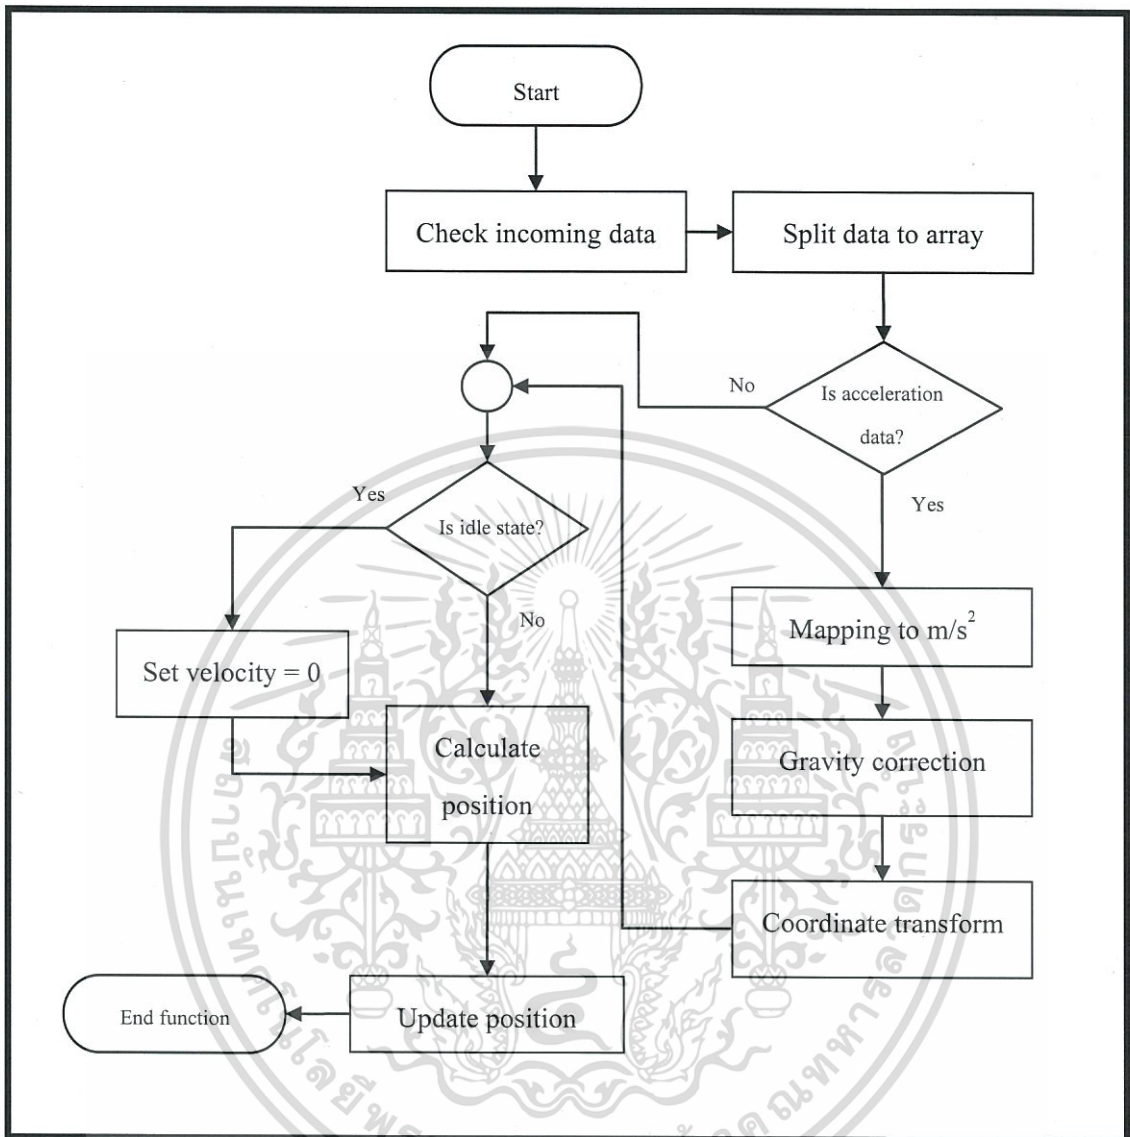 Start
Check incoming data
Split data to array
Is acceleration
data?
No
Yes
Is idle state?
Yes
No
Mapping to m/s²
Set velocity = 0
Calculate
position
Gravity correction
Coordinate transform
Update position
End function